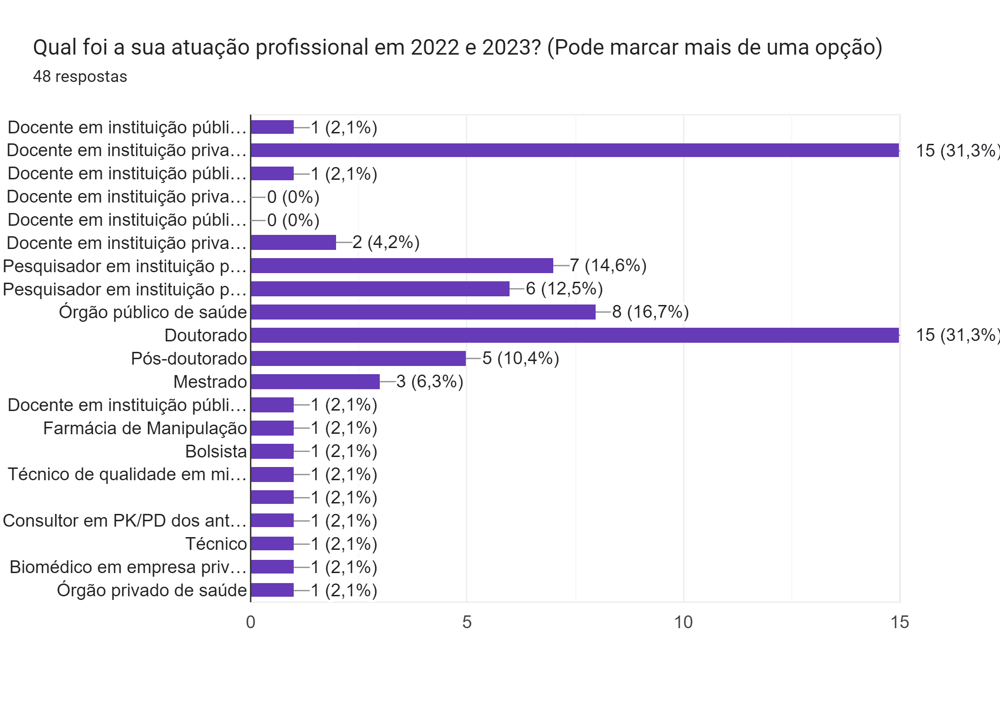 Qual foi a sua atuação profissional em 2022 e 2023? (Pode marcar mais de uma opção)
48 respostas
Docente em instituição públi… 1 (2,1%)
Docente em instituição priva… 15 (31,3%)
Docente em instituição públi… 1 (2,1%)
Docente em instituição priva… 0 (0%)
Docente em instituição públi… 0 (0%)
Docente em instituição priva… 2 (4,2%)
Pesquisador em instituição p… 7 (14,6%)
Pesquisador em instituição p… 6 (12,5%)
Órgão público de saúde 8 (16,7%)
Doutorado 15 (31,3%)
Pós-doutorado 5 (10,4%)
Mestrado 3 (6,3%)
Docente em instituição públi… 1 (2,1%)
Farmácia de Manipulação 1 (2,1%)
Bolsista 1 (2,1%)
Técnico de qualidade em mi… 1 (2,1%)
1 (2,1%)
Consultor em PK/PD dos ant… 1 (2,1%)
Técnico 1 (2,1%)
Biomédico em empresa priv… 1 (2,1%)
Órgão privado de saúde 1 (2,1%)
0 5 10 15